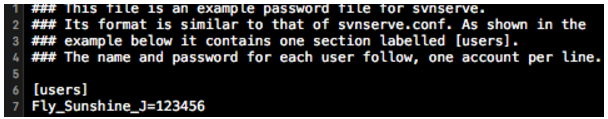 1 ### This file is an example password file for svnserve.
2 ### Its format is similar to that of svnserve.conf. As shown in the
3 ### example below it contains one section labelled [users].
4 ### The name and password for each user follow, one account per line.
5
6 [users]
7 Fly_Sunshine_J=123456